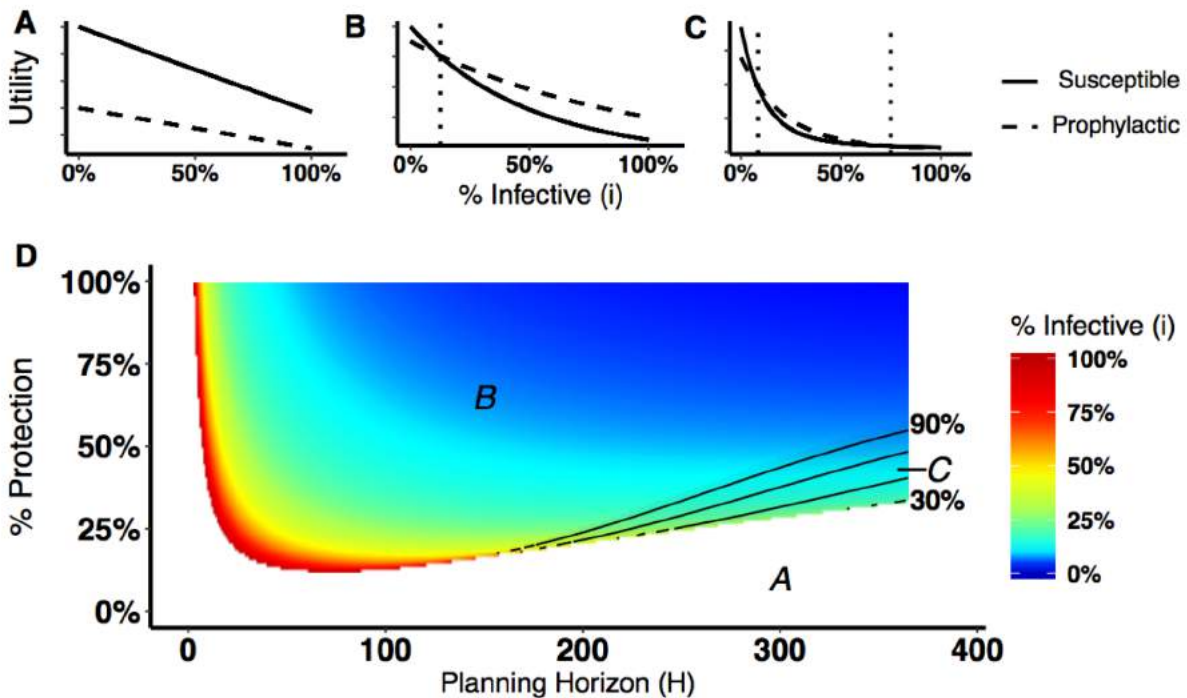 A
B
C
Utility
Susceptible
Prophylactic
0% 50% 100%
0% 50% 100%
0% 50% 100%
% Infective (i)
D
100%
75%
50%
25%
0%
% Protection
B
90%
C
30%
A
0 100 200 300 400
Planning Horizon (H)
% Infective (i)
100%
75%
50%
25%
0%